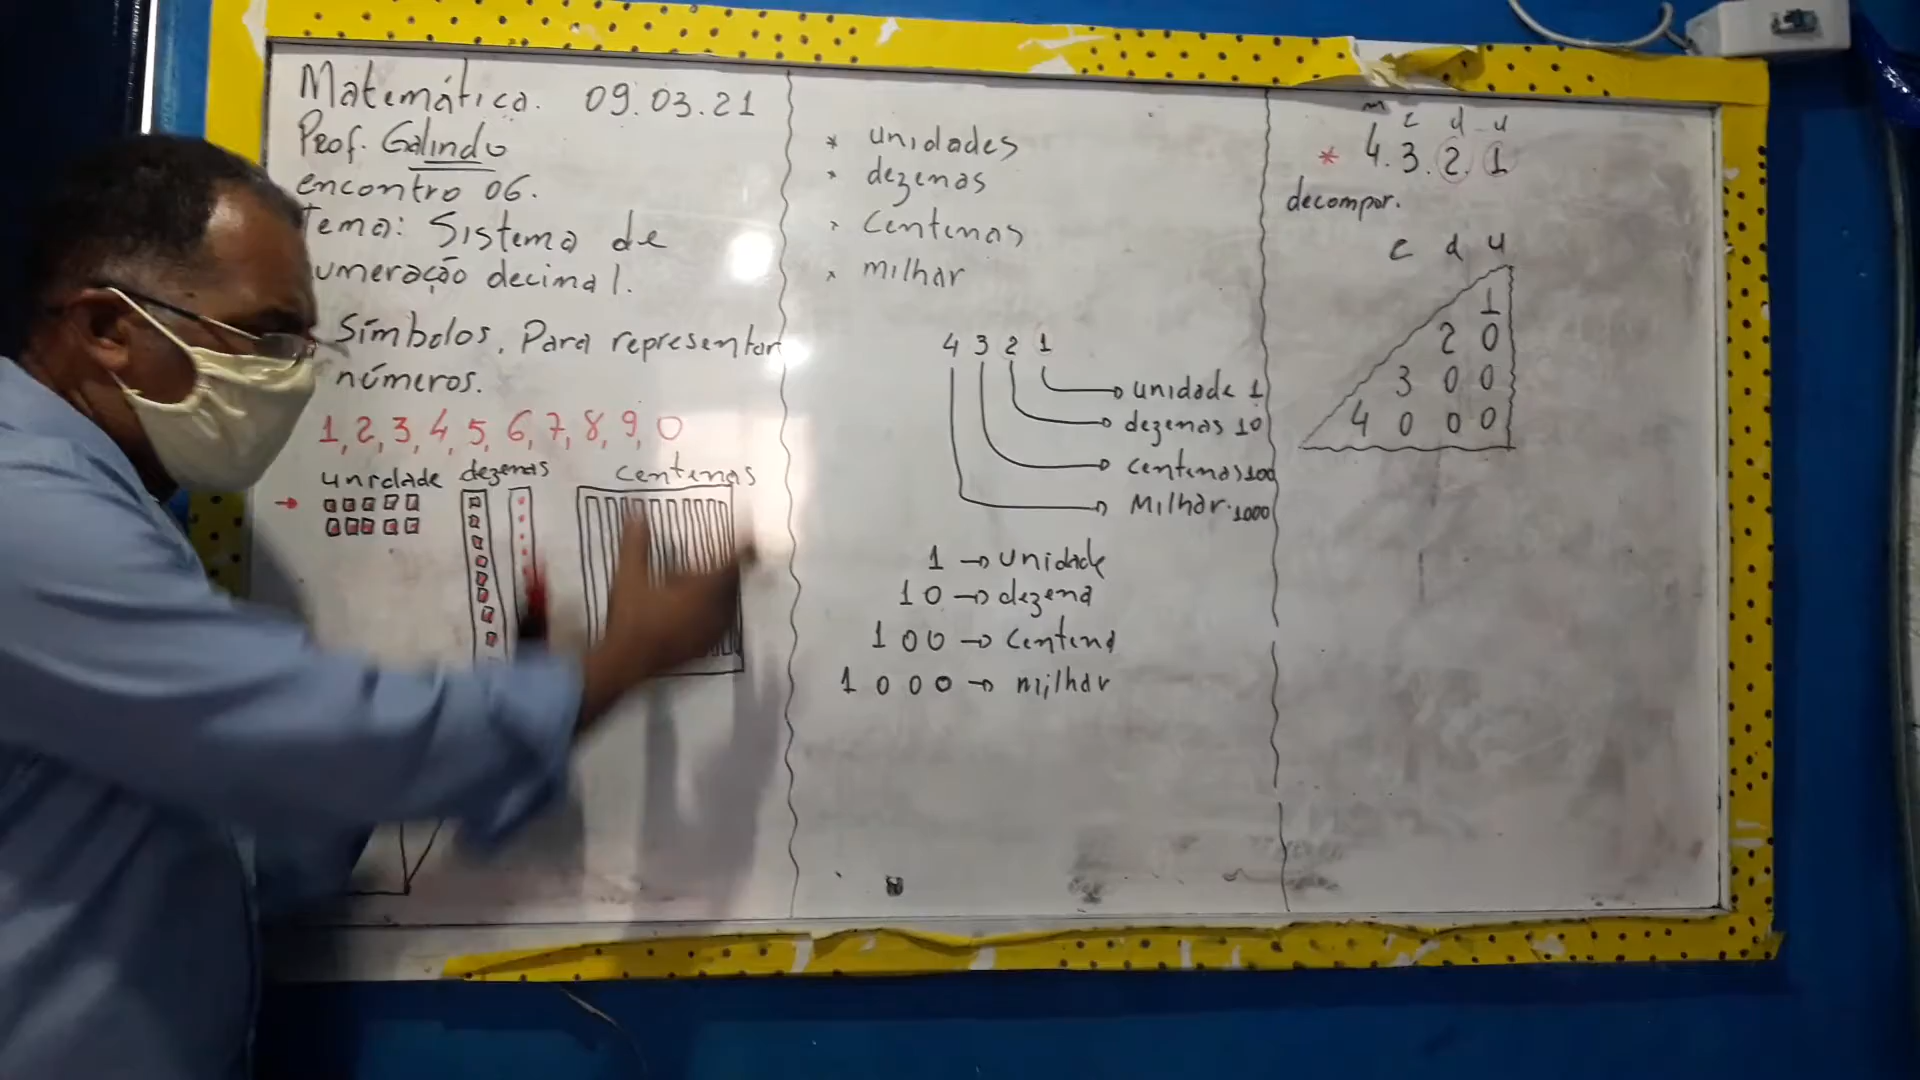 Matemática. 09.03.21
Prof. Galindo
encontro 06.
Tema: Sistema de
umeração decimal.
Símbolos. Para representar
números.
1, 2, 3, 4, 5, 6, 7, 8, 9, 0
unidade dezenas centenas
* unidades
* dezenas
* Centenas
* milhar
4 3 2 1
unidade 1
dezenas 10
centenas 100
Milhar. 1000
1 → unidade
10 → dezena
100 → Centena
1000 → milhar
m c d u
* 4.3.2.1
decompor.
c d u
1
2 0
3 0 0
4 0 0 0